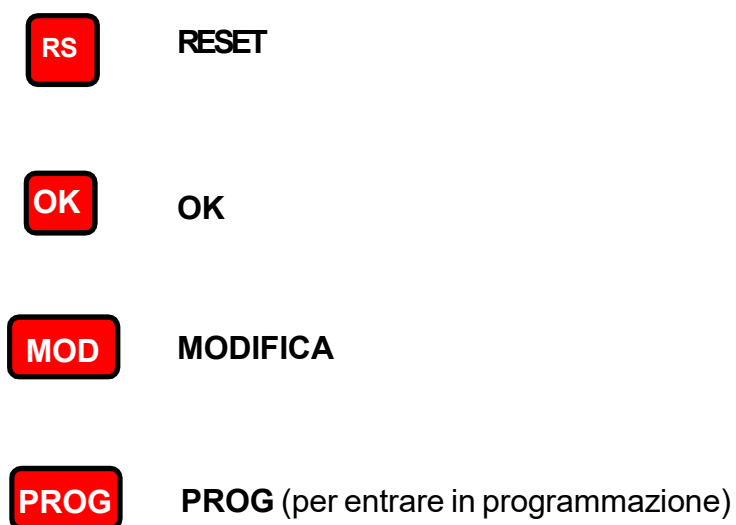 RS RESET
OK OK
MOD MODIFICA
PROG PROG (per entrare in programmazione)